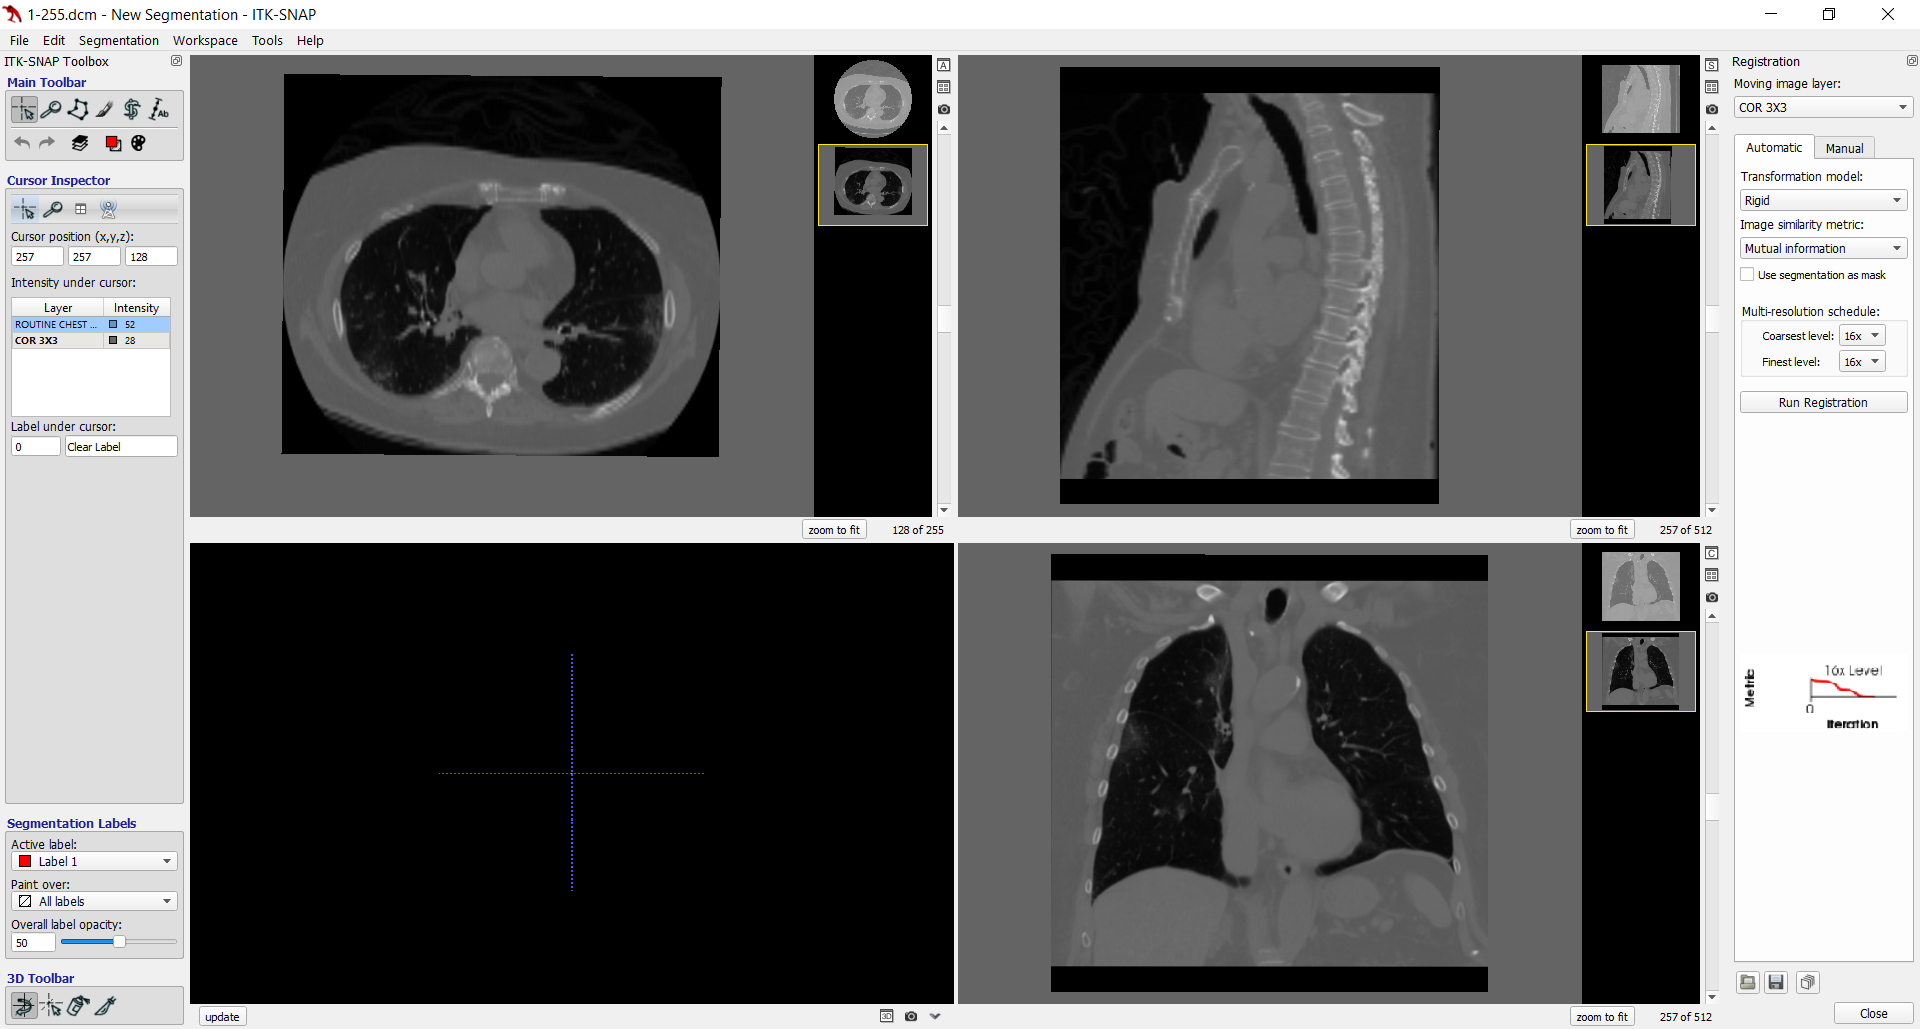 1-255.dcm - New Segmentation - ITK-SNAP
File Edit Segmentation Workspace Tools Help
ITK-SNAP Toolbox
Main Toolbar
Ab
Cursor Inspector
Cursor position (x,y,z):
257 257 128
Intensity under cursor:
Layer Intensity
ROUTINE CHEST ... 52
COR 3X3 28
Label under cursor:
0 Clear Label
Segmentation Labels
Active label:
Label 1
Paint over:
All labels
Overall label opacity:
50
3D Toolbar
A
zoom to fit 128 of 255
S
zoom to fit 257 of 512
update
3D
C
zoom to fit 257 of 512
Registration
Moving image layer:
COR 3X3
Automatic Manual
Transformation model:
Rigid
Image similarity metric:
Mutual information
Use segmentation as mask
Multi-resolution schedule:
Coarsest level: 16x
Finest level: 16x
Run Registration
16x Level
Metric
0
Iteration
Close